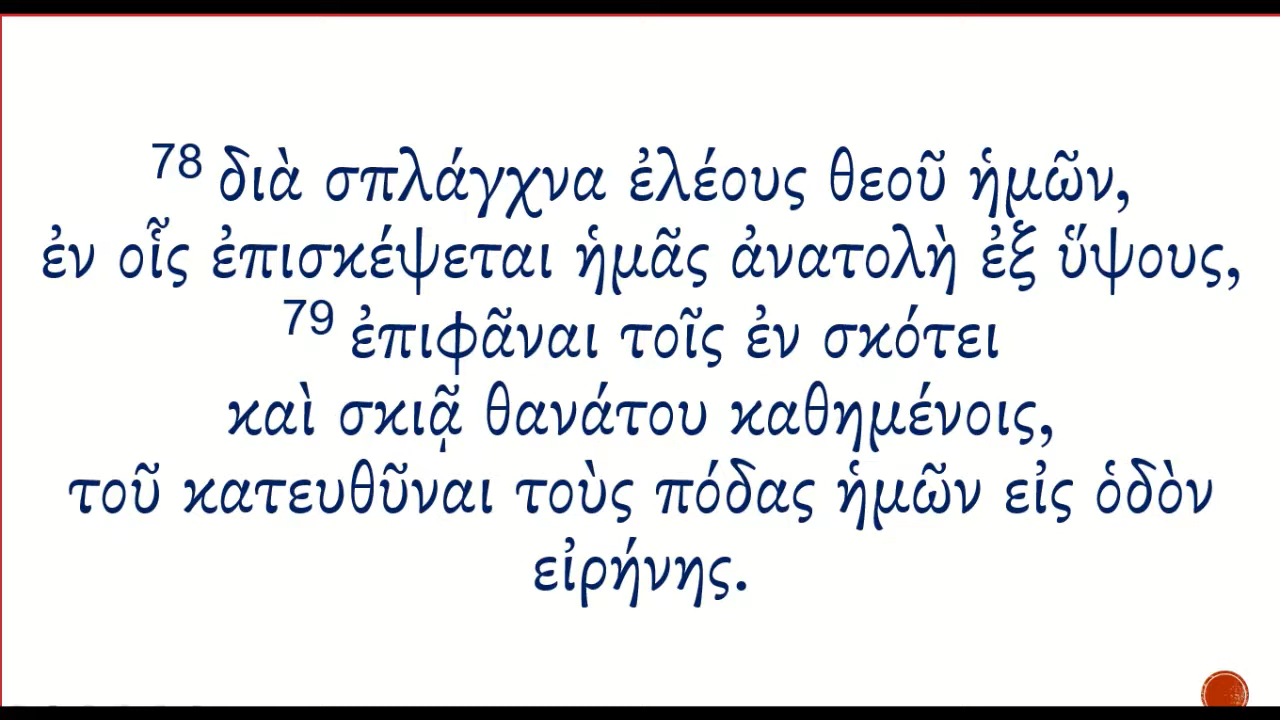 78 διὰ σπλάγχνα ἐλέους θεοῦ ἡμῶν,
ἐν οἷς ἐπισκέψεται ἡμᾶς ἀνατολὴ ἐξ ὕψους,
79 ἐπιφᾶναι τοῖς ἐν σκότει
καὶ σκιᾷ θανάτου καθημένοις,
τοῦ κατευθῦναι τοὺς πόδας ἡμῶν εἰς ὁδὸν
εἰρήνης.